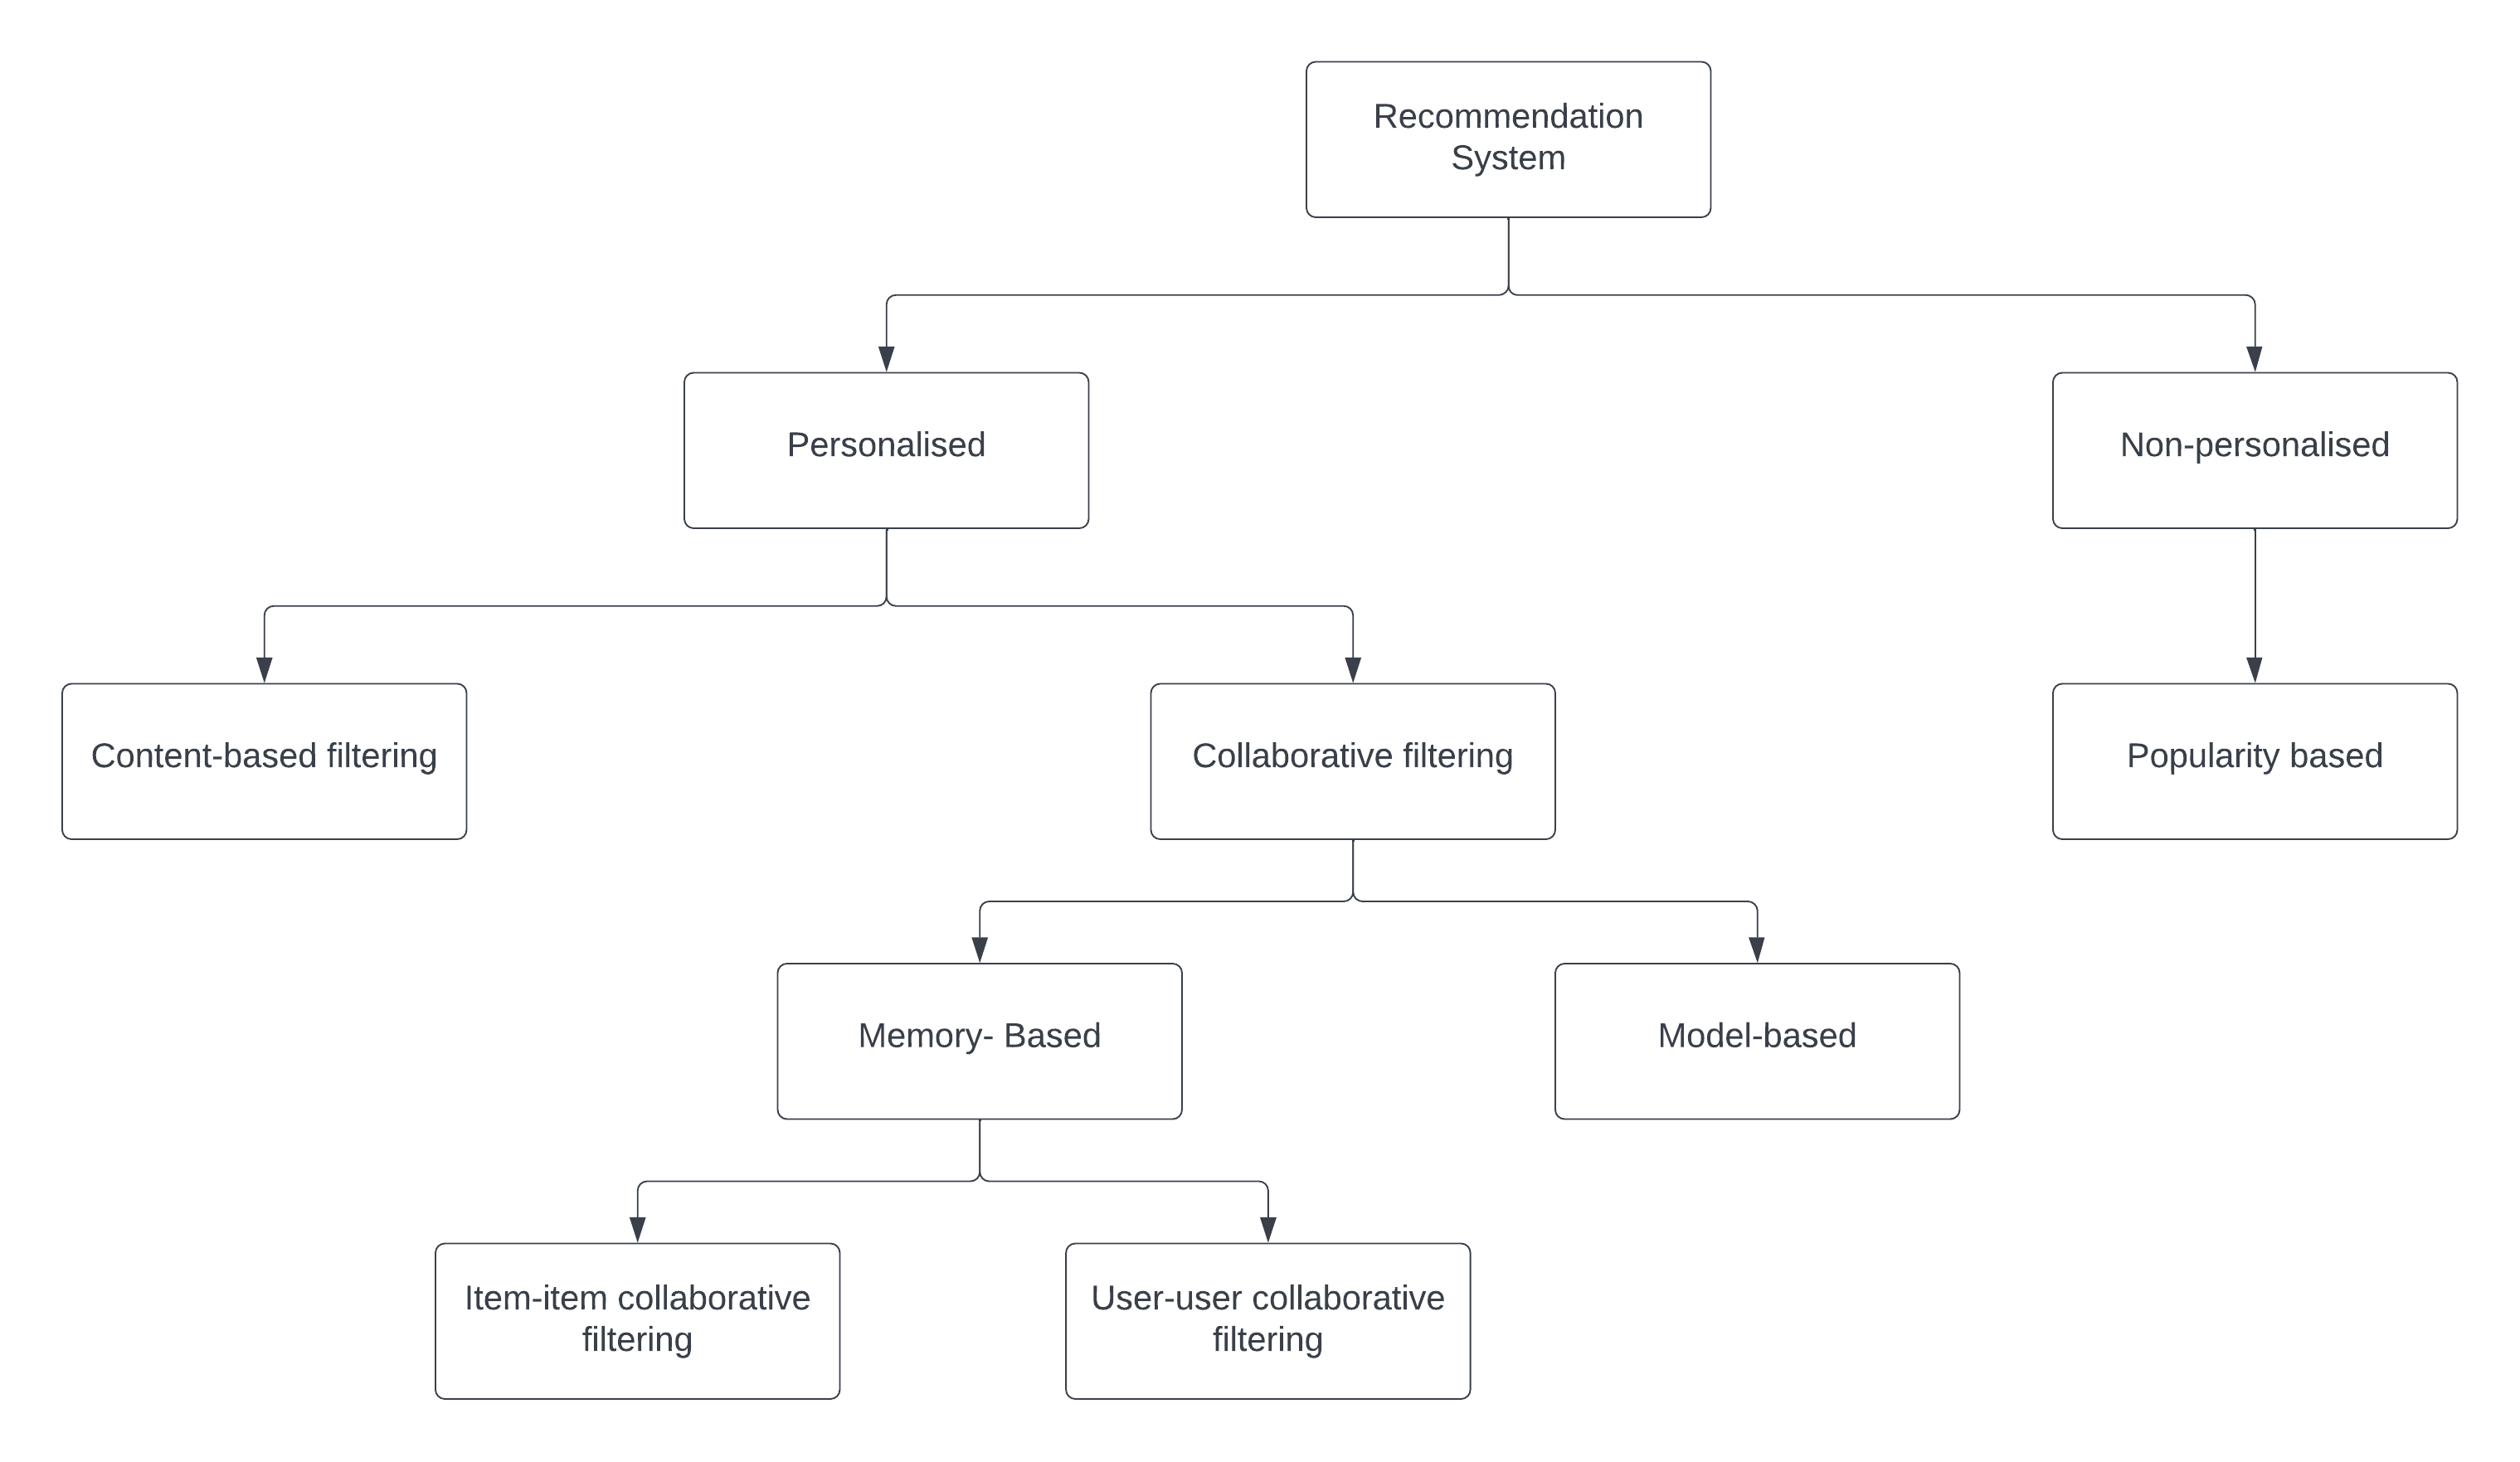 Recommendation
System
Personalised
Non-personalised
Content-based filtering
Collaborative filtering
Popularity based
Memory- Based
Model-based
Item-item collaborative
filtering
User-user collaborative
filtering